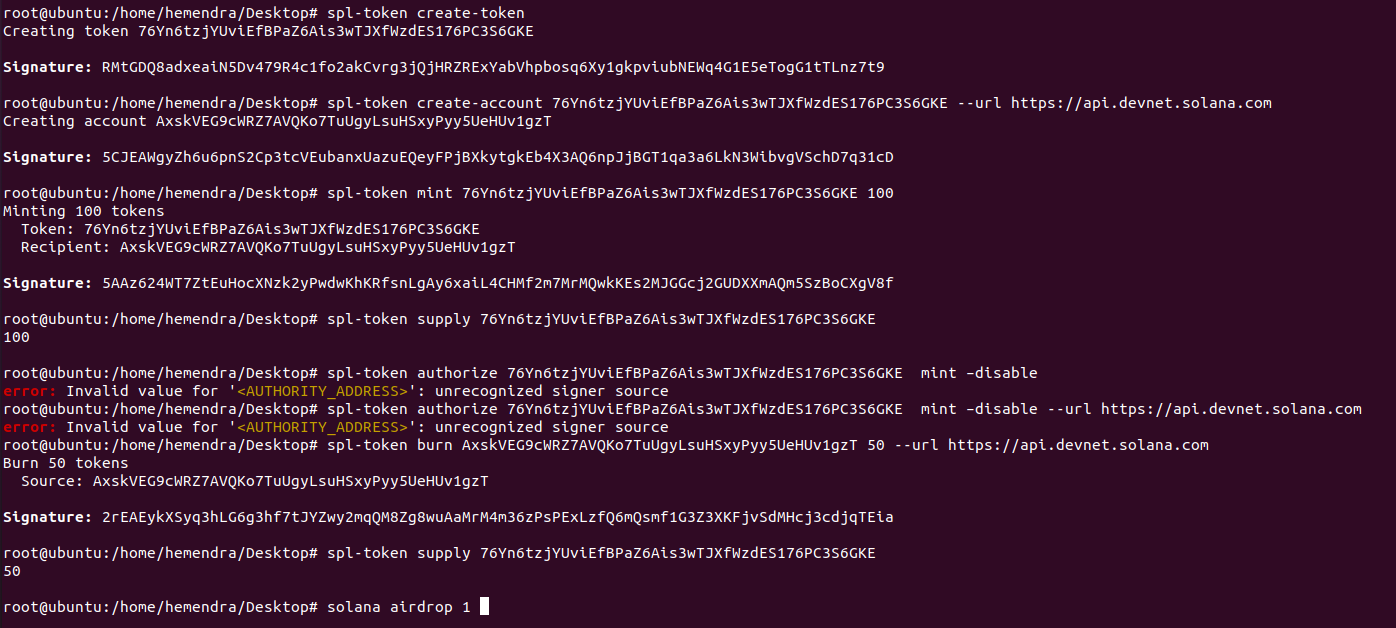 root@ubuntu:/home/hemendra/Desktop# spl-token create-token
Creating token 76Yn6tzjYUviEfBPaZ6Ais3wTJXfWzdES176PC3S6GKE
Signature: RMtGDQ8adxeaiN5Dv479R4c1fo2akCvrg3jQjHRZRExYabVhpbosq6Xy1gkpviubNEWq4G1E5eTogG1tTLnz7t9
root@ubuntu:/home/hemendra/Desktop# spl-token create-account 76Yn6tzjYUviEfBPaZ6Ais3wTJXfWzdES176PC3S6GKE --url https://api.devnet.solana.com
Creating account AxskVEG9cWRZ7AVQKo7TuUgyLsuHSxyPyy5UeHUv1gzT
Signature: 5CJEAWgyZh6u6pnS2Cp3tcVEubanxUazuEQeyFPjBXkytgkEb4X3AQ6npJjBGT1qa3a6LkN3WibvgVSchD7q31cD
root@ubuntu:/home/hemendra/Desktop# spl-token mint 76Yn6tzjYUviEfBPaZ6Ais3wTJXfWzdES176PC3S6GKE 100
Minting 100 tokens
Token: 76Yn6tzjYUviEfBPaZ6Ais3wTJXfWzdES176PC3S6GKE
Recipient: AxskVEG9cWRZ7AVQKo7TuUgyLsuHSxyPyy5UeHUv1gzT
Signature: 5AAz624WT7ZtEuHocXNzk2yPwdwKhKRfsnLgAy6xaiL4CHMf2m7MrMQwkKEs2MJGGcj2GUDXXmAQm5SzBoCXgV8f
root@ubuntu:/home/hemendra/Desktop# spl-token supply 76Yn6tzjYUviEfBPaZ6Ais3wTJXfWzdES176PC3S6GKE
100
root@ubuntu:/home/hemendra/Desktop# spl-token authorize 76Yn6tzjYUviEfBPaZ6Ais3wTJXfWzdES176PC3S6GKE  mint –disable
error: Invalid value for '<AUTHORITY_ADDRESS>': unrecognized signer source
root@ubuntu:/home/hemendra/Desktop# spl-token authorize 76Yn6tzjYUviEfBPaZ6Ais3wTJXfWzdES176PC3S6GKE  mint –disable --url https://api.devnet.solana.com
error: Invalid value for '<AUTHORITY_ADDRESS>': unrecognized signer source
root@ubuntu:/home/hemendra/Desktop# spl-token burn AxskVEG9cWRZ7AVQKo7TuUgyLsuHSxyPyy5UeHUv1gzT 50 --url https://api.devnet.solana.com
Burn 50 tokens
Source: AxskVEG9cWRZ7AVQKo7TuUgyLsuHSxyPyy5UeHUv1gzT
Signature: 2rEAEykXSyq3hLG6g3hf7tJYZwy2mqQM8Zg8wuAaMrM4m36zPsPExLzfQ6mQsmf1G3Z3XKFjvSdMHcj3cdjqTEia
root@ubuntu:/home/hemendra/Desktop# spl-token supply 76Yn6tzjYUviEfBPaZ6Ais3wTJXfWzdES176PC3S6GKE
50
root@ubuntu:/home/hemendra/Desktop# solana airdrop 1